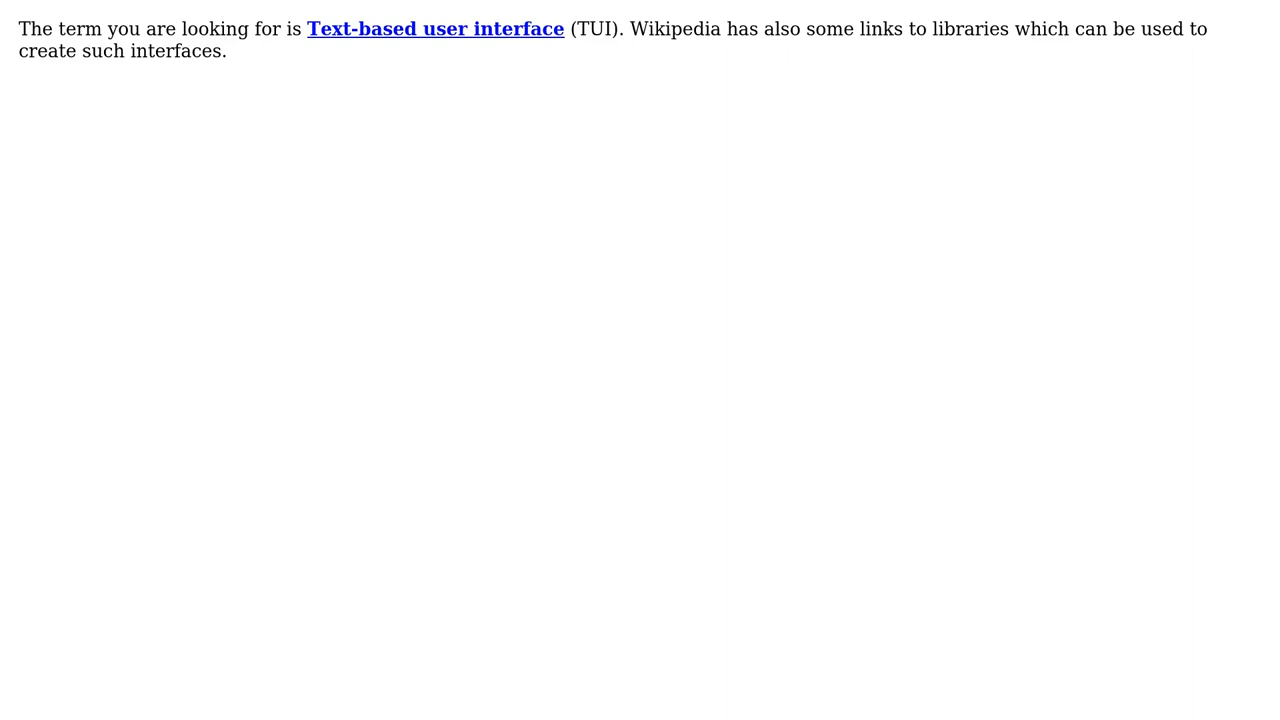 The term you are looking for is Text-based user interface (TUI). Wikipedia has also some links to libraries which can be used to
create such interfaces.